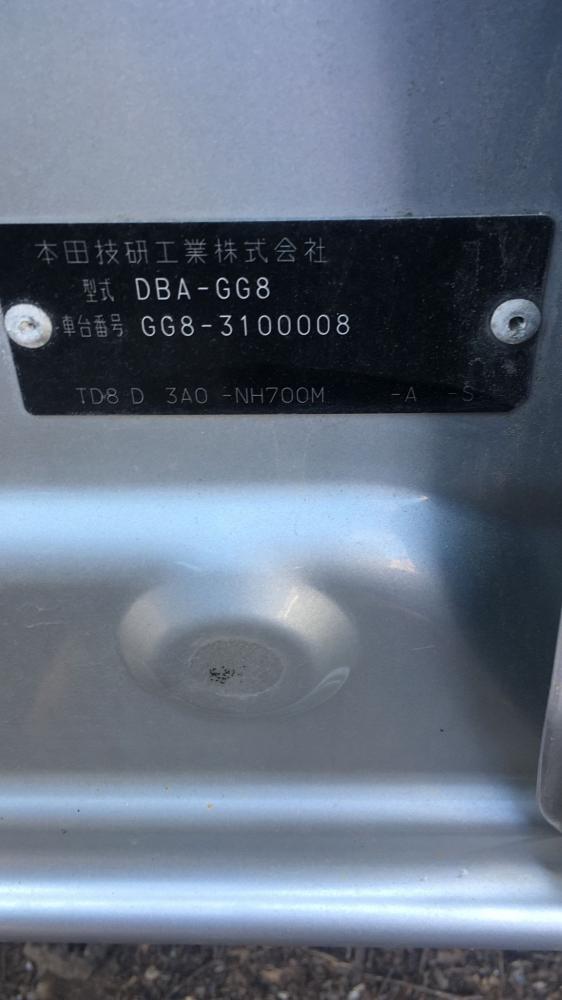 本田技研工業株式会社
型式 DBA-GG8
車台番号 GG8-3100008
TD8 D 3A0 -NH700M -A -S